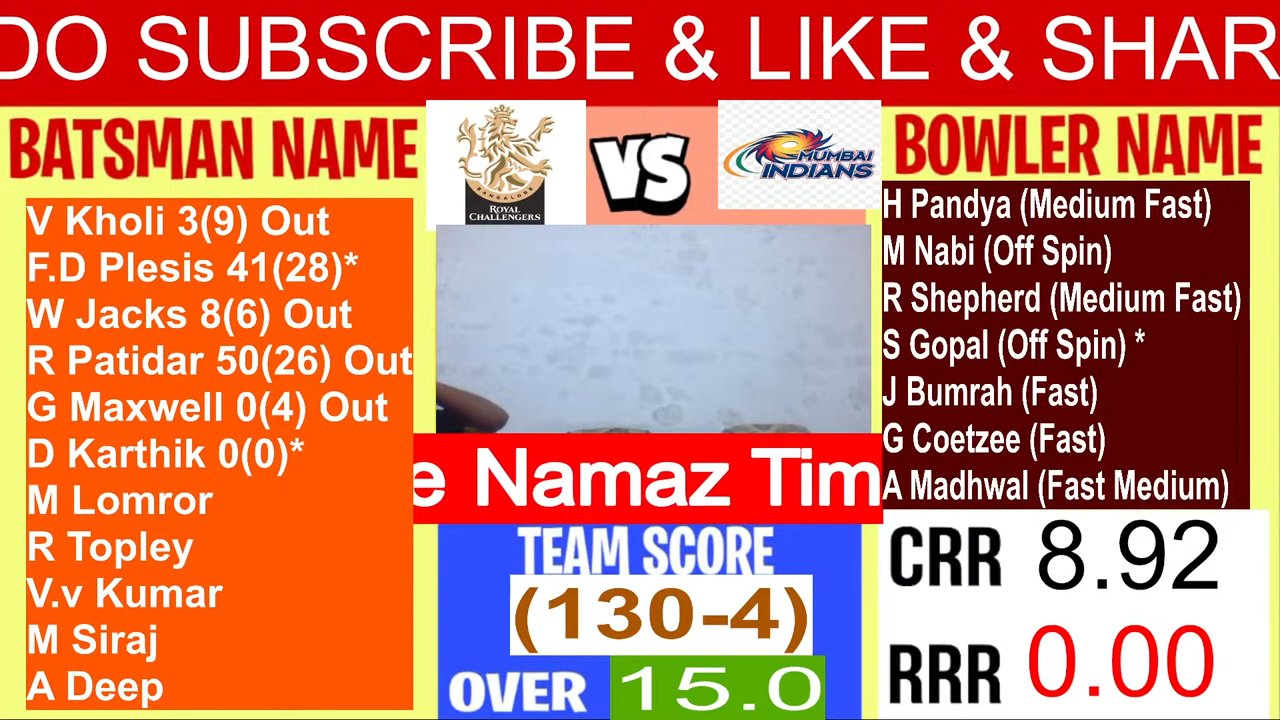 DO SUBSCRIBE & LIKE & SHAR
BATSMAN NAME
V Kholi 3(9) Out
F.D Plesis 41(28)*
W Jacks 8(6) Out
R Patidar 50(26) Out
G Maxwell 0(4) Out
D Karthik 0(0)*
M Lomror
R Topley
V.v Kumar
M Siraj
A Deep
BANGALORE
ROYAL
CHALLENGERS
VS
MUMBAI
INDIANS
e Namaz Tim
TEAM SCORE
(130-4)
OVER 15.0
BOWLER NAME
H Pandya (Medium Fast)
M Nabi (Off Spin)
R Shepherd (Medium Fast)
S Gopal (Off Spin) *
J Bumrah (Fast)
G Coetzee (Fast)
A Madhwal (Fast Medium)
CRR 8.92
RRR 0.00